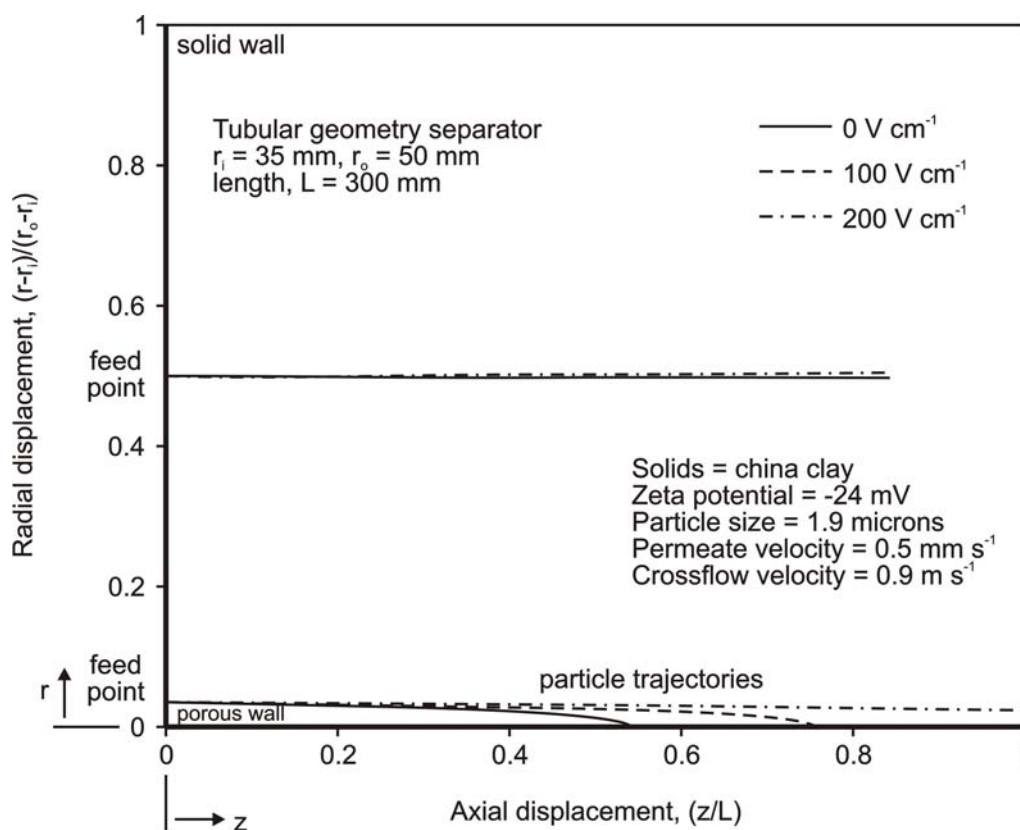 1
solid wall
Tubular geometry separator
rᵢ = 35 mm, rₒ = 50 mm
length, L = 300 mm
0 V cm⁻¹
100 V cm⁻¹
200 V cm⁻¹
0.8
0.6
feed
point
0.4
Solids = china clay
Zeta potential = -24 mV
Particle size = 1.9 microns
Permeate velocity = 0.5 mm s⁻¹
Crossflow velocity = 0.9 m s⁻¹
0.2
Radial displacement, (r-rᵢ)/(rₒ-rᵢ)
feed
point
r
particle trajectories
porous wall
0
0 0.2 0.4 0.6 0.8
z
Axial displacement, (z/L)